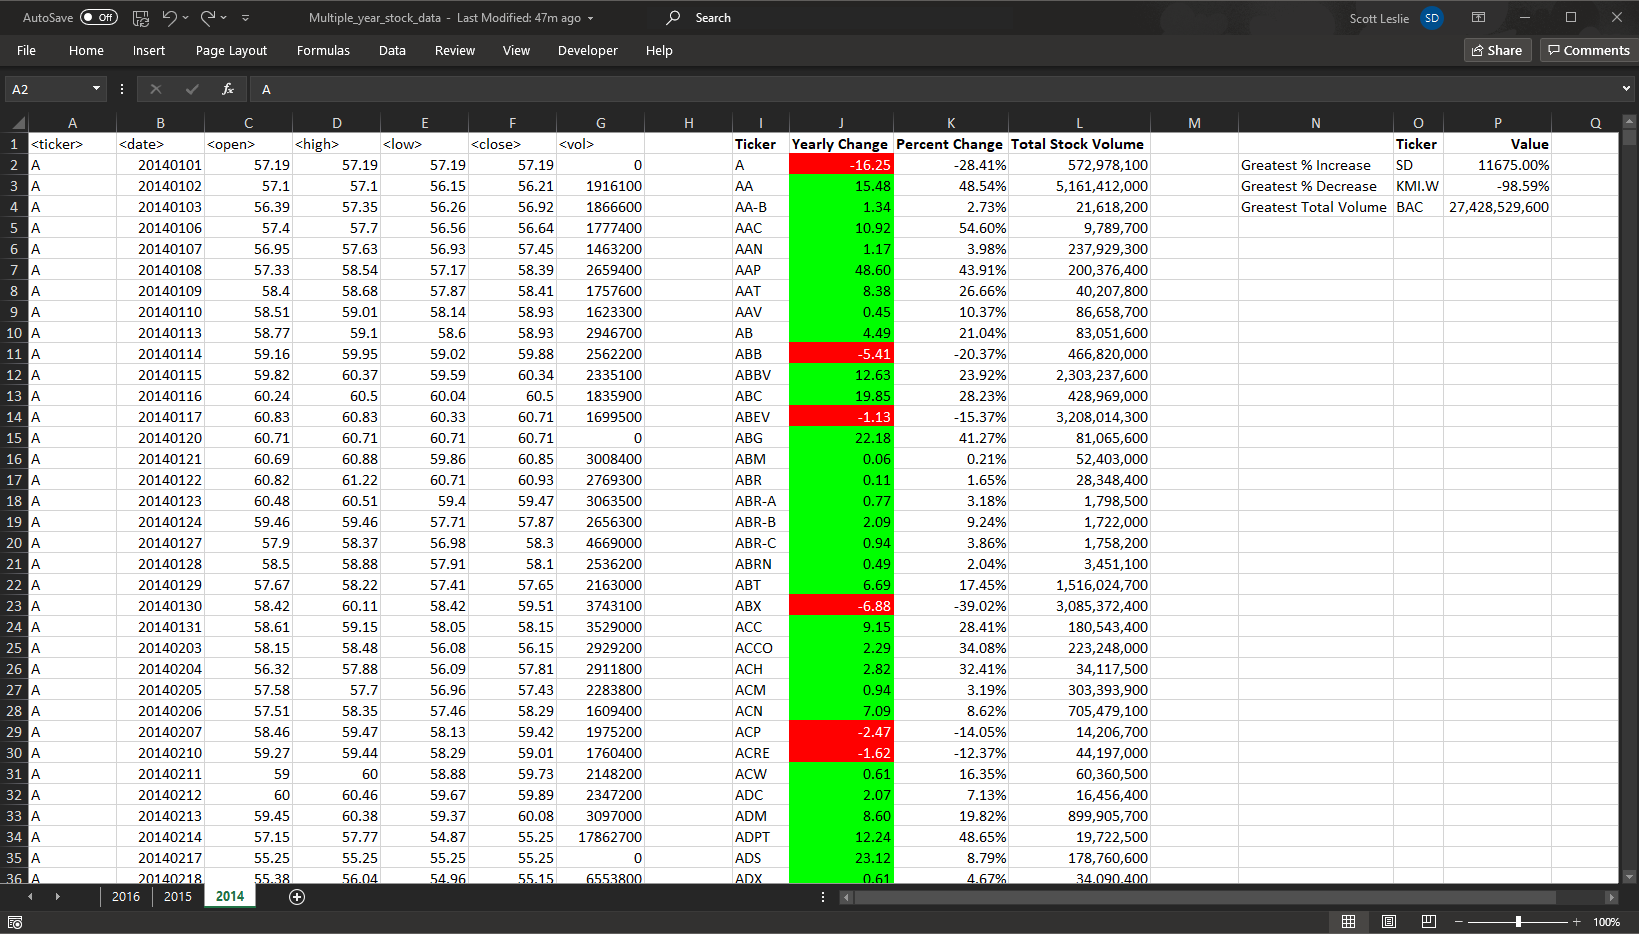 AutoSave Off Multiple_year_stock_data - Last Modified: 47m ago Search Scott Leslie SD
File Home Insert Page Layout Formulas Data Review View Developer Help Share Comments
A2 fx A
A B C D E F G H I J K L M N O P Q
1 <ticker> <date> <open> <high> <low> <close> <vol> Ticker Yearly Change Percent Change Total Stock Volume Ticker Value
2 A 20140101 57.19 57.19 57.19 57.19 0 A -16.25 -28.41% 572,978,100 Greatest % Increase SD 11675.00%
3 A 20140102 57.1 57.1 56.15 56.21 1916100 AA 15.48 48.54% 5,161,412,000 Greatest % Decrease KMI.W -98.59%
4 A 20140103 56.39 57.35 56.26 56.92 1866600 AA-B 1.34 2.73% 21,618,200 Greatest Total Volume BAC 27,428,529,600
5 A 20140106 57.4 57.7 56.56 56.64 1777400 AAC 10.92 54.60% 9,789,700
6 A 20140107 56.95 57.63 56.93 57.45 1463200 AAN 1.17 3.98% 237,929,300
7 A 20140108 57.33 58.54 57.17 58.39 2659400 AAP 48.60 43.91% 200,376,400
8 A 20140109 58.4 58.68 57.87 58.41 1757600 AAT 8.38 26.66% 40,207,800
9 A 20140110 58.51 59.01 58.14 58.93 1623300 AAV 0.45 10.37% 86,658,700
10 A 20140113 58.77 59.1 58.6 58.93 2946700 AB 4.49 21.04% 83,051,600
11 A 20140114 59.16 59.95 59.02 59.88 2562200 ABB -5.41 -20.37% 466,820,000
12 A 20140115 59.82 60.37 59.59 60.34 2335100 ABBV 12.63 23.92% 2,303,237,600
13 A 20140116 60.24 60.5 60.04 60.5 1835900 ABC 19.85 28.23% 428,969,000
14 A 20140117 60.83 60.83 60.33 60.71 1699500 ABEV -1.13 -15.37% 3,208,014,300
15 A 20140120 60.71 60.71 60.71 60.71 0 ABG 22.18 41.27% 81,065,600
16 A 20140121 60.69 60.88 59.86 60.85 3008400 ABM 0.06 0.21% 52,403,000
17 A 20140122 60.82 61.22 60.71 60.93 2769300 ABR 0.11 1.65% 28,348,400
18 A 20140123 60.48 60.51 59.4 59.47 3063500 ABR-A 0.77 3.18% 1,798,500
19 A 20140124 59.46 59.46 57.71 57.87 2656300 ABR-B 2.09 9.24% 1,722,000
20 A 20140127 57.9 58.37 56.98 58.3 4669000 ABR-C 0.94 3.86% 1,758,200
21 A 20140128 58.5 58.88 57.91 58.1 2536200 ABRN 0.49 2.04% 3,451,100
22 A 20140129 57.67 58.22 57.41 57.65 2163000 ABT 6.69 17.45% 1,516,024,700
23 A 20140130 58.42 60.11 58.42 59.51 3743100 ABX -6.88 -39.02% 3,085,372,400
24 A 20140131 58.61 59.15 58.05 58.15 3529000 ACC 9.15 28.41% 180,543,400
25 A 20140203 58.15 58.48 56.08 56.15 2929200 ACCO 2.29 34.08% 223,248,000
26 A 20140204 56.32 57.88 56.09 57.81 2911800 ACH 2.82 32.41% 34,117,500
27 A 20140205 57.58 57.7 56.96 57.43 2283800 ACM 0.94 3.19% 303,393,900
28 A 20140206 57.51 58.35 57.46 58.29 1609400 ACN 7.09 8.62% 705,479,100
29 A 20140207 58.46 59.47 58.13 59.42 1975200 ACP -2.47 -14.05% 14,206,700
30 A 20140210 59.27 59.44 58.29 59.01 1760400 ACRE -1.62 -12.37% 44,197,000
31 A 20140211 59 60 58.88 59.73 2148200 ACW 0.61 16.35% 60,360,500
32 A 20140212 60 60.46 59.67 59.89 2347200 ADC 2.07 7.13% 16,456,400
33 A 20140213 59.45 60.38 59.37 60.08 3097000 ADM 8.60 19.82% 899,905,700
34 A 20140214 57.15 57.77 54.87 55.25 17862700 ADPT 12.24 48.65% 19,722,500
35 A 20140217 55.25 55.25 55.25 55.25 0 ADS 23.12 8.79% 178,760,600
36 A 20140218 55.38 56.04 54.96 55.15 6553800 ADX 0.61 4.67% 34,090,400
2016 2015 2014
100%